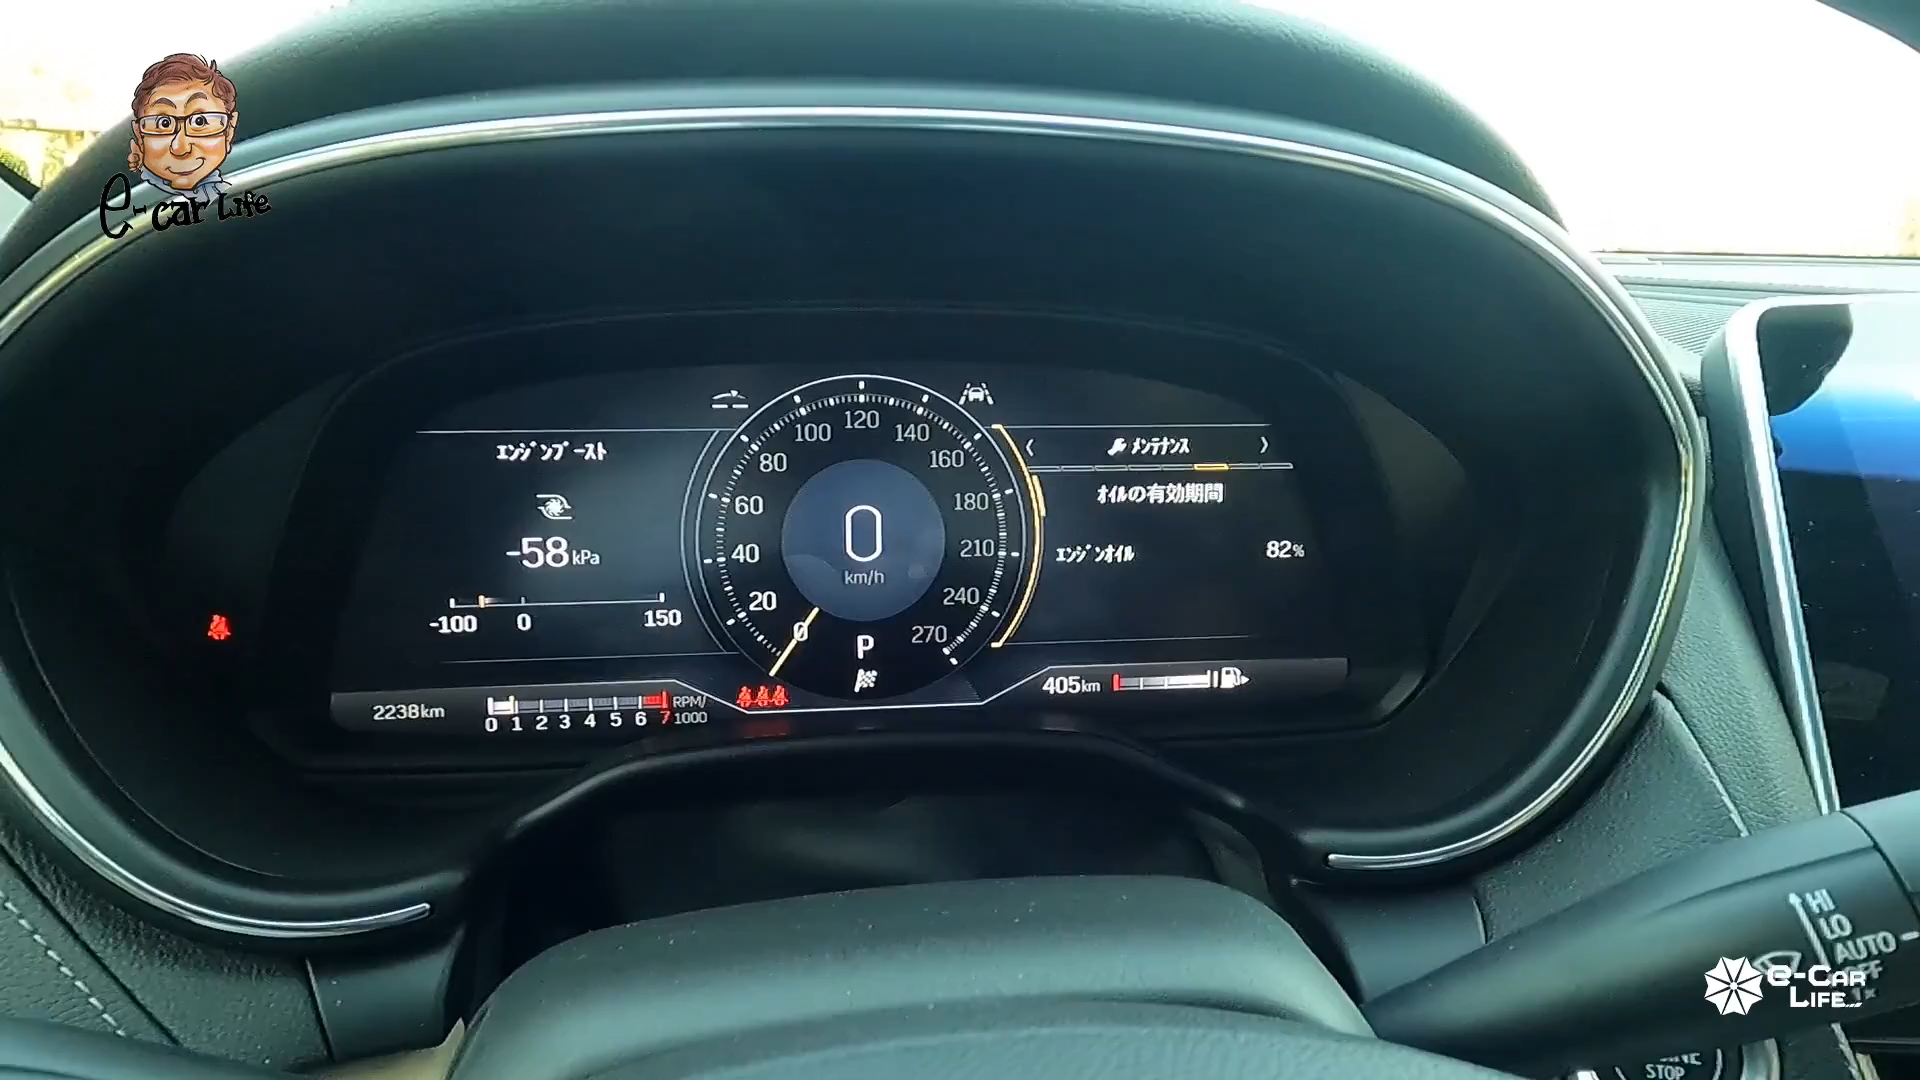 e-car Life
エンジンブースト
-58 kPa
-100 0 150
0 20 40 60 80 100 120 140 160 180 210 240 270
0
km/h
P
メンテナンス
オイルの有効期間
エンジンオイル 82%
2238km
0 1 2 3 4 5 6 7 RPM/1000
405km
HI
LO
AUTO
e-CAR
LIFE
STOP